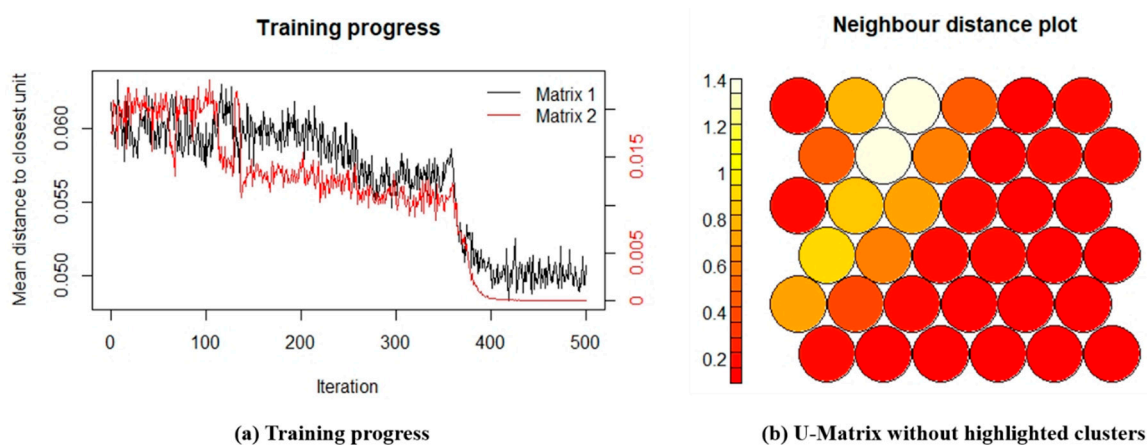 Training progress
Mean distance to closest unit
0.060
0.055
0.050
Matrix 1
Matrix 2
0.015
0.005
0
0
100
200
300
400
500
Iteration
(a) Training progress
Neighbour distance plot
1.4
1.2
1
0.8
0.6
0.4
0.2
(b) U-Matrix without highlighted clusters